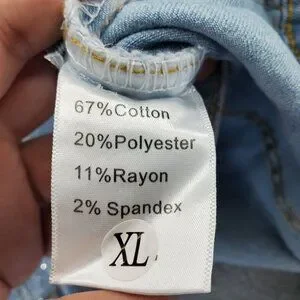 67%Cotton
20%Polyester
11%Rayon
2% Spandex
XL